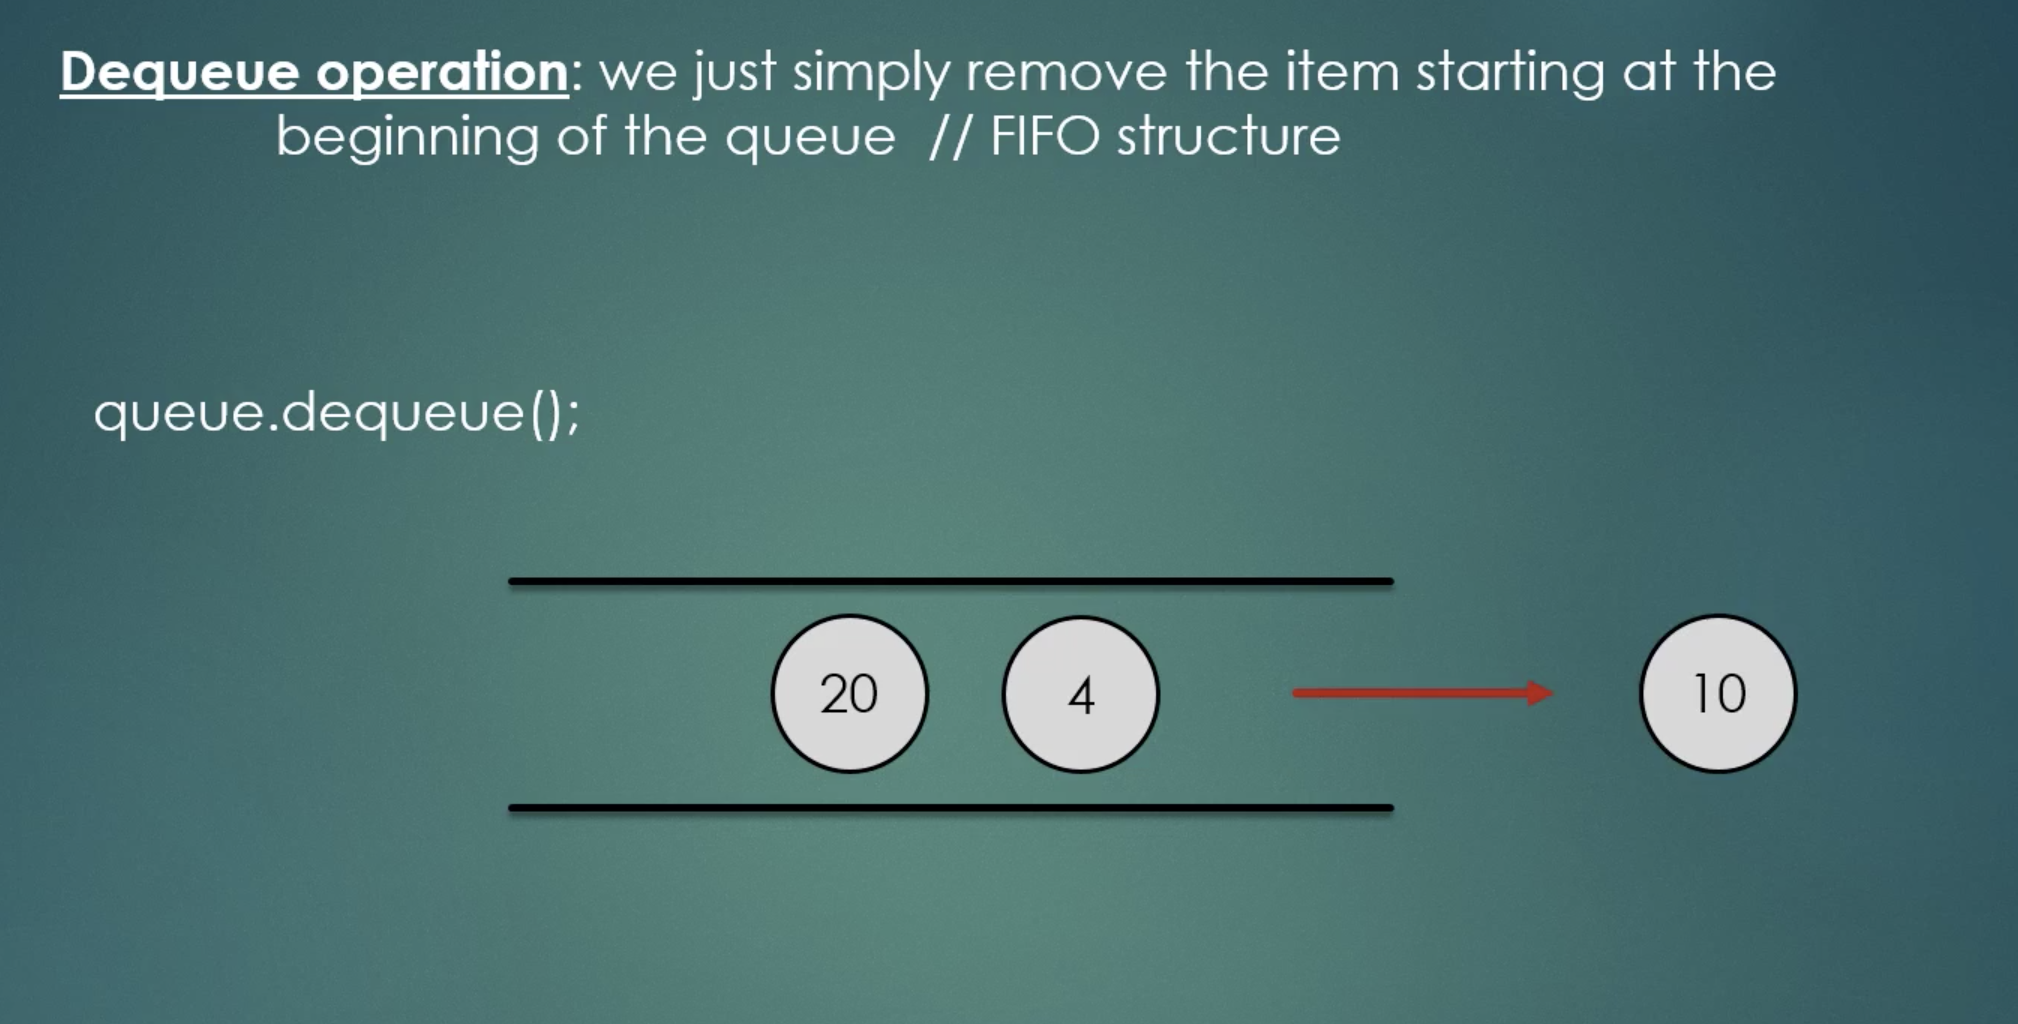 Dequeue operation: we just simply remove the item starting at the
beginning of the queue // FIFO structure
queue.dequeue();
20 4 10